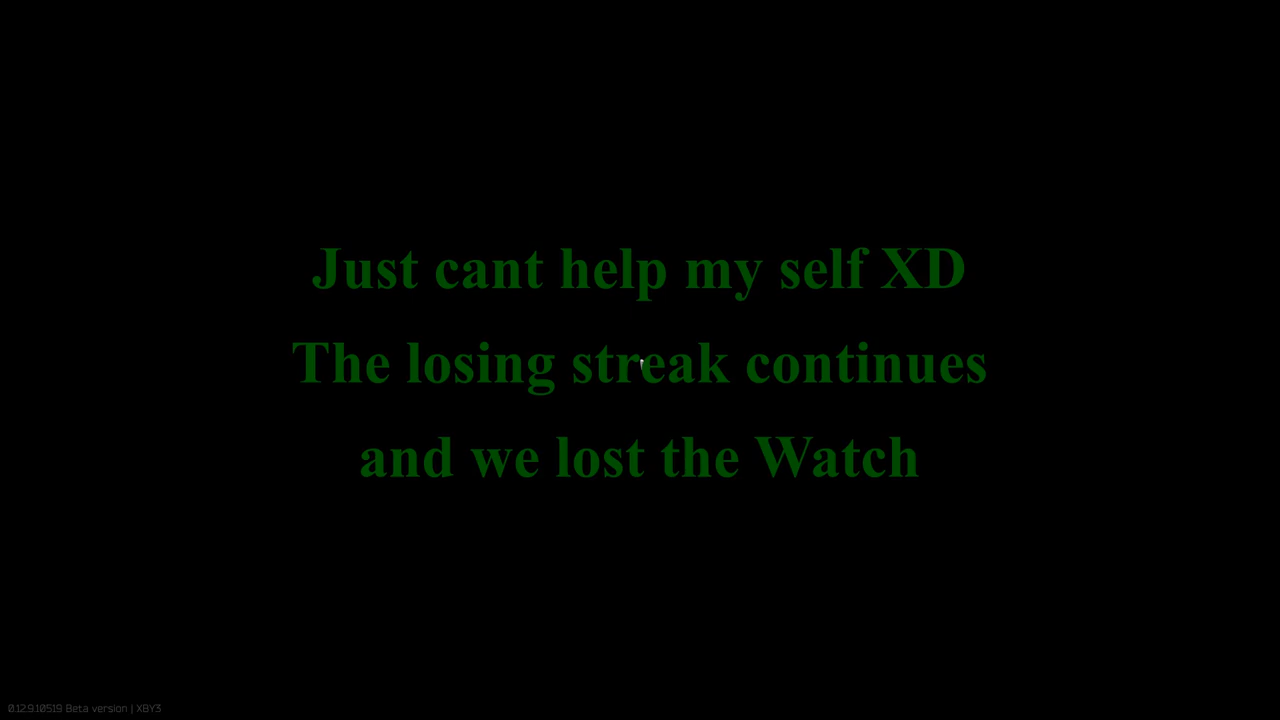 Just cant help my self XD
The losing streak continues
and we lost the Watch
0.12.9.10519 Beta version | XBY3